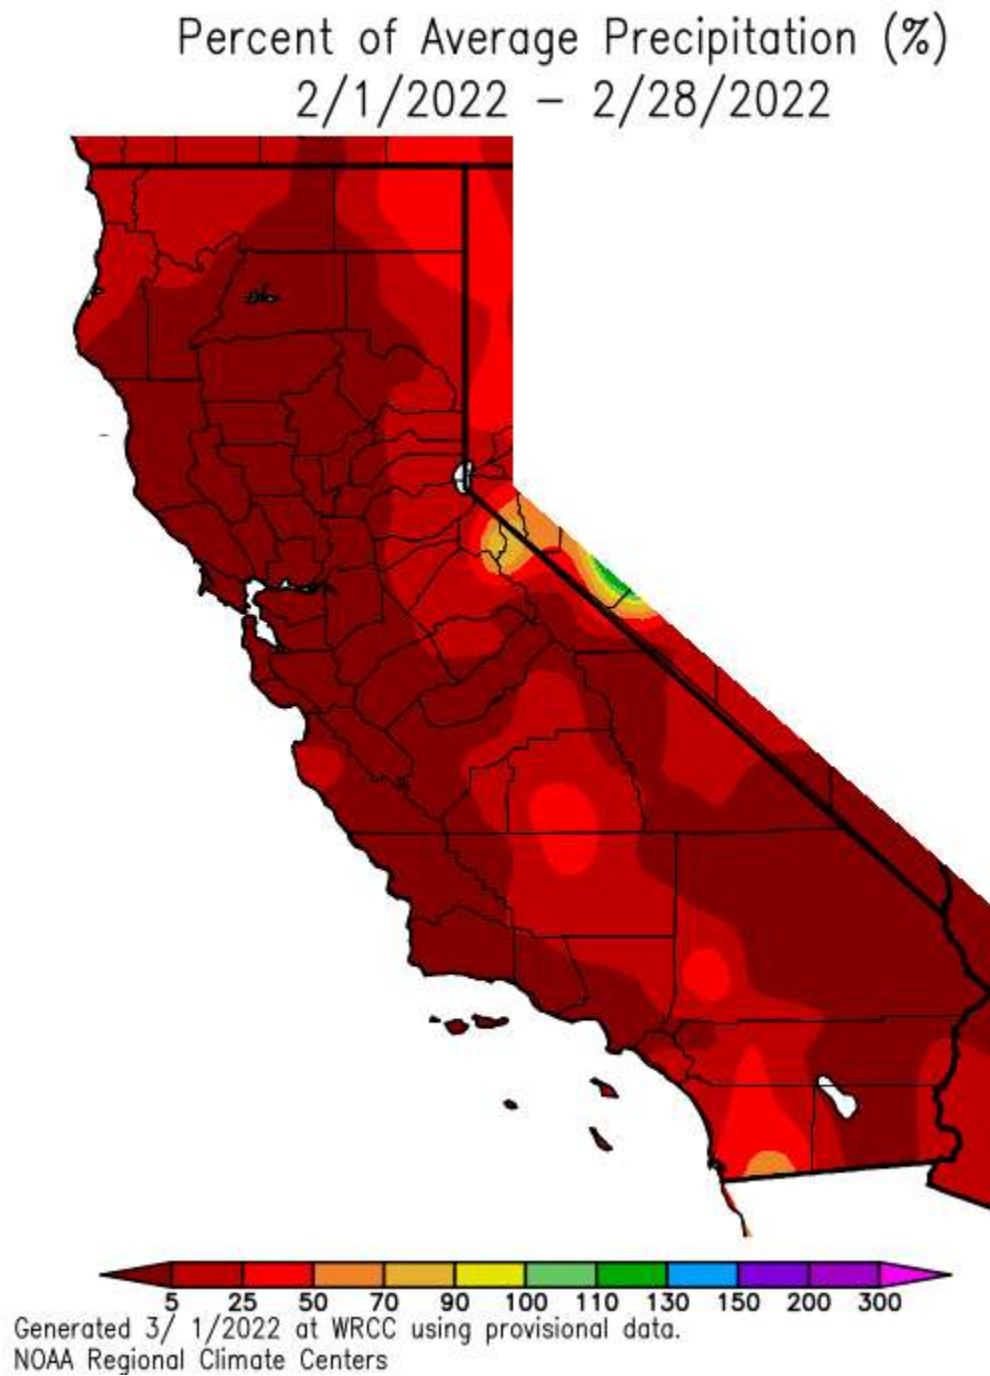 Percent of Average Precipitation (%)
2/1/2022 – 2/28/2022
5 25 50 70 90 100 110 130 150 200 300
Generated 3/ 1/2022 at WRCC using provisional data.
NOAA Regional Climate Centers